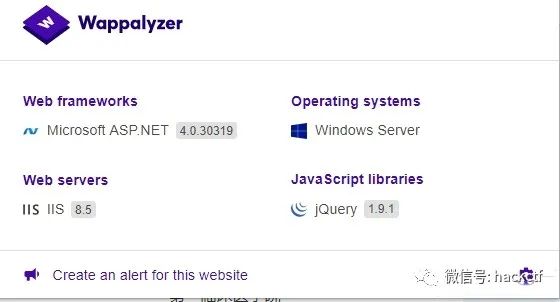 Wappalyzer
Web frameworks
Microsoft ASP.NET 4.0.30319
Operating systems
Windows Server
Web servers
IIS IIS 8.5
JavaScript libraries
jQuery 1.9.1
Create an alert for this website
微信号: hackctf